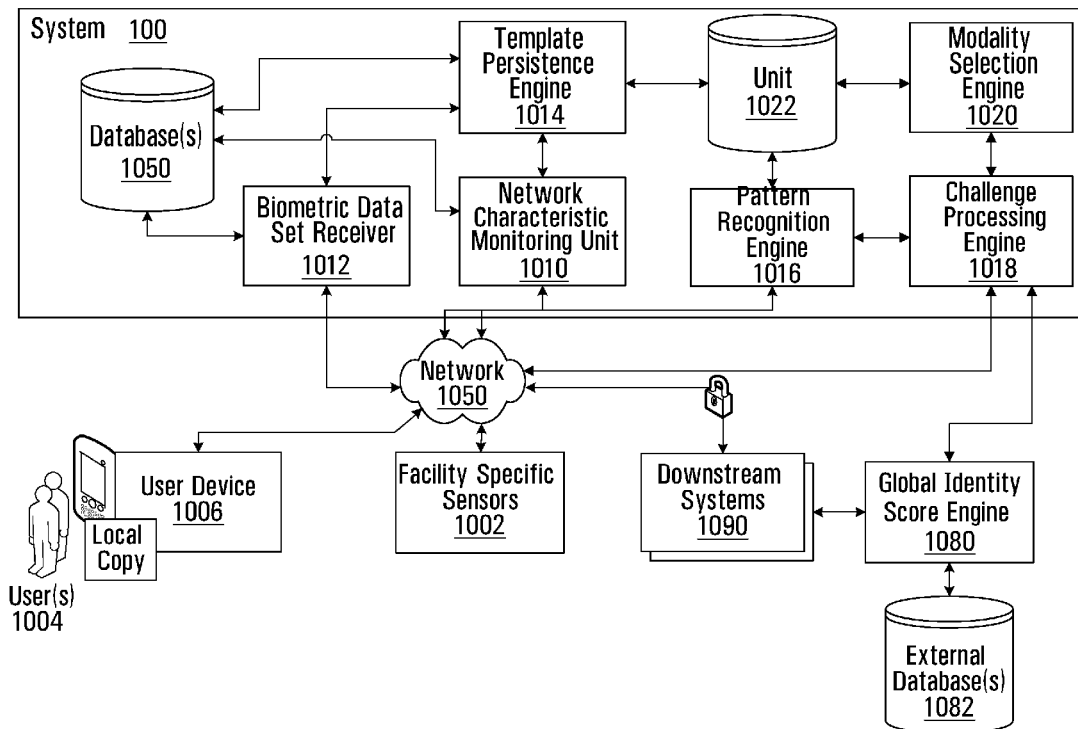 System 100
Database(s)
1050
Template
Persistence
Engine
1014
Unit
1022
Modality
Selection
Engine
1020
Biometric Data
Set Receiver
1012
Network
Characteristic
Monitoring Unit
1010
Pattern
Recognition
Engine
1016
Challenge
Processing
Engine
1018
Network
1050
User Device
1006
Local
Copy
User(s)
1004
Facility Specific
Sensors
1002
Downstream
Systems
1090
Global Identity
Score Engine
1080
External
Database(s)
1082